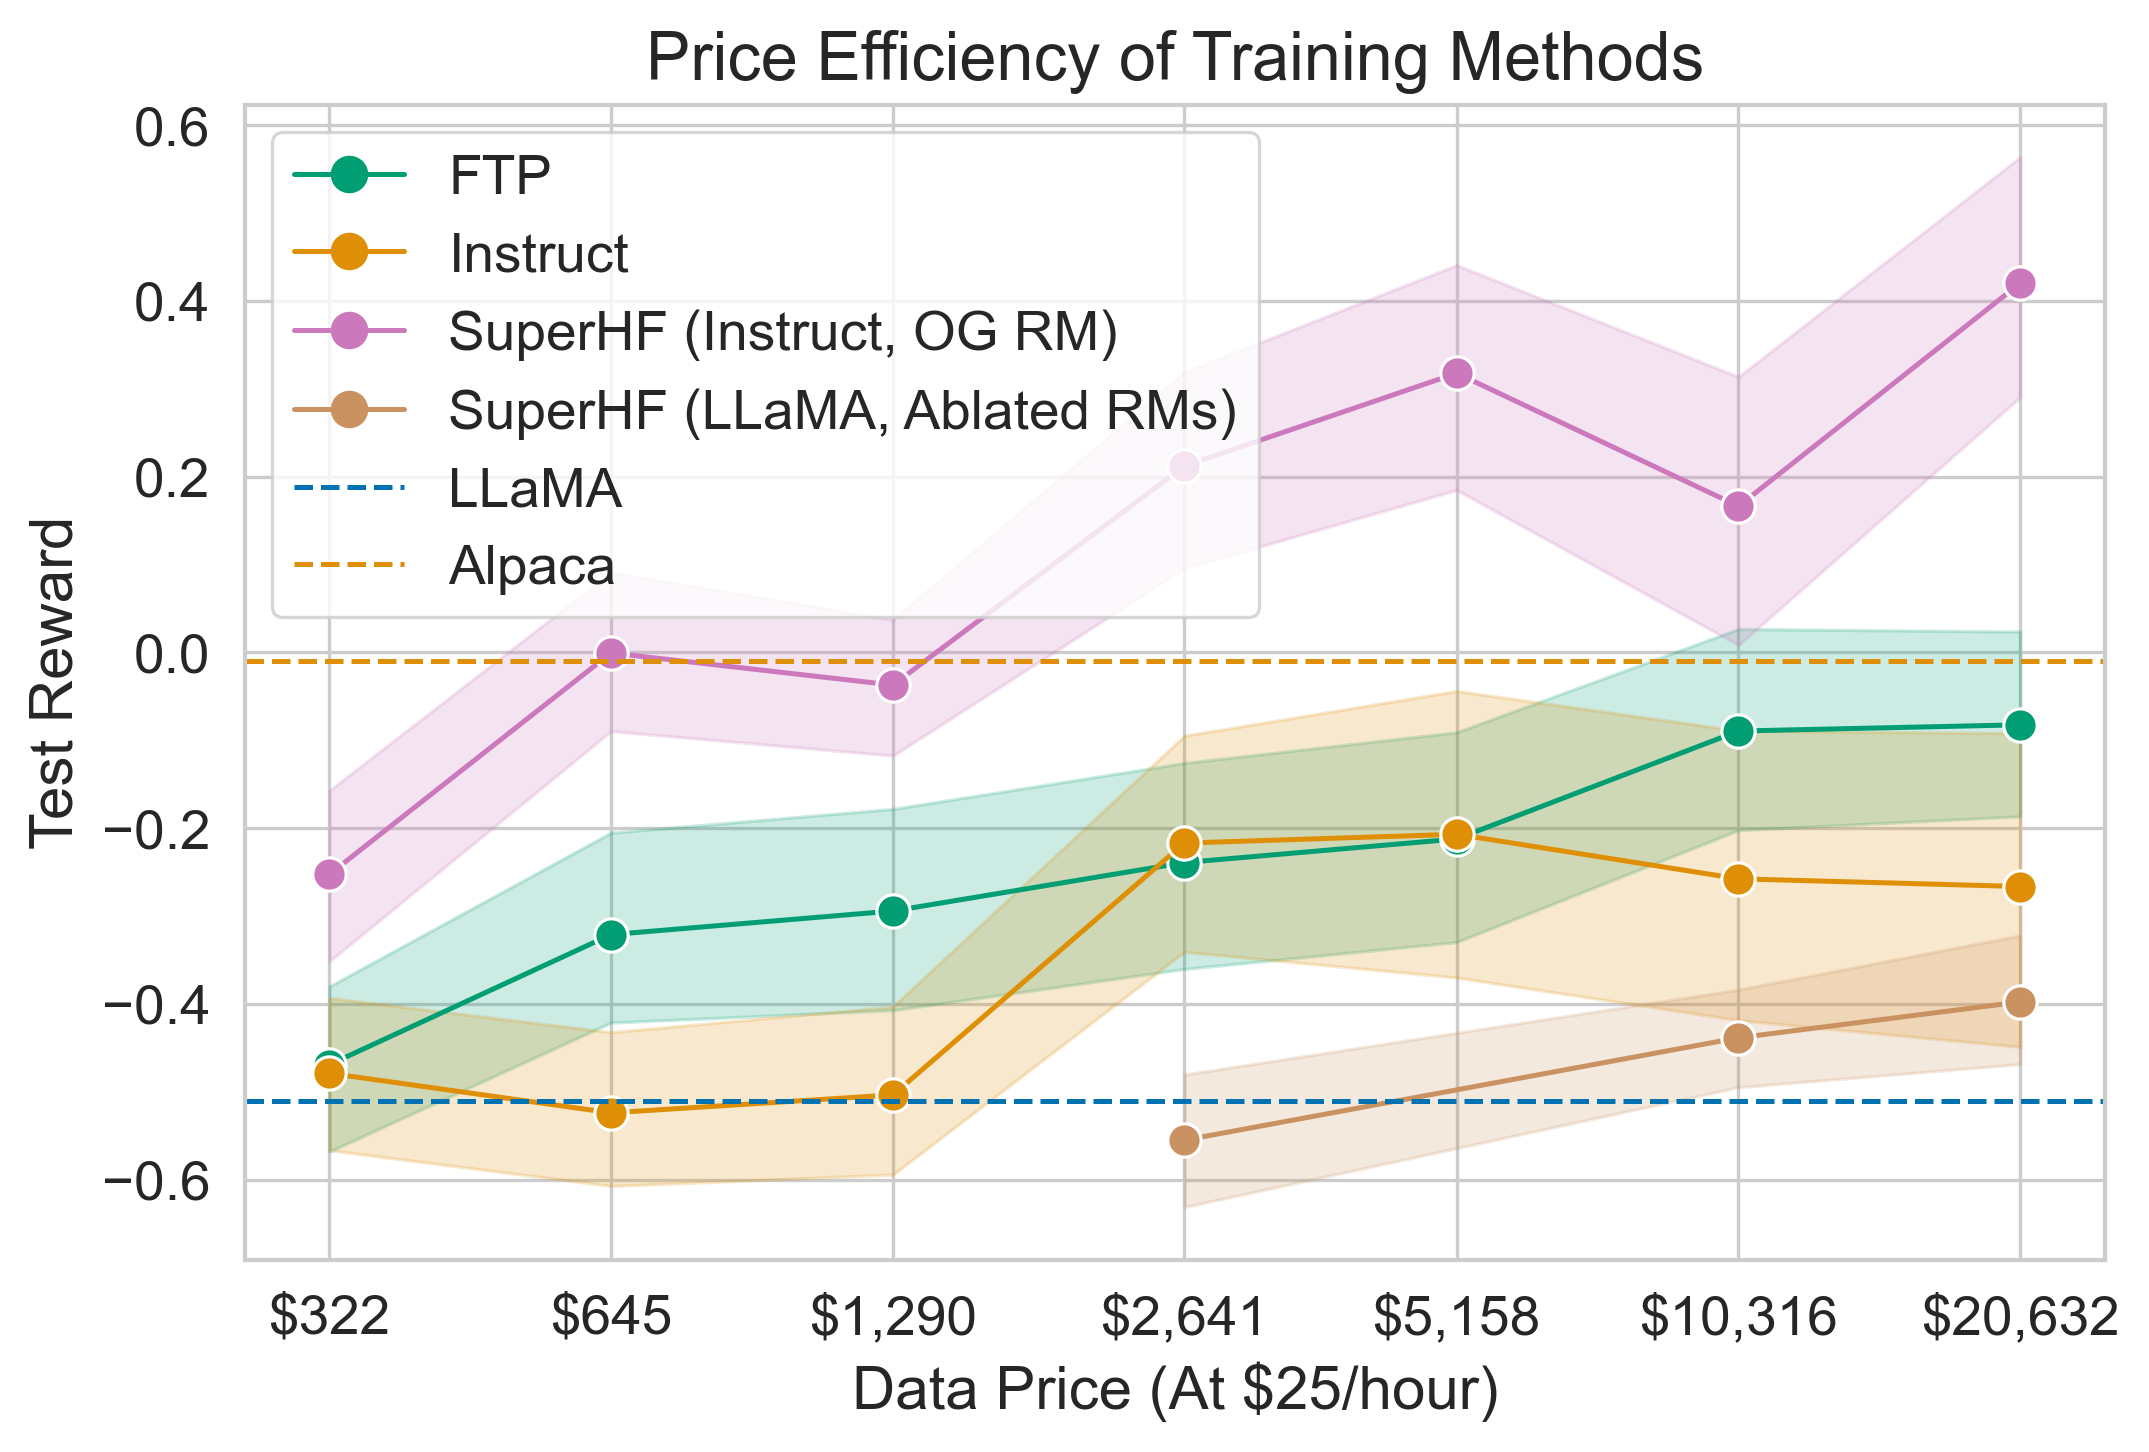 Price Efficiency of Training Methods
0.6
0.4
0.2
0.0
−0.2
−0.4
−0.6
Test Reward
FTP
Instruct
SuperHF (Instruct, OG RM)
SuperHF (LLaMA, Ablated RMs)
LLaMA
Alpaca
$322 $645 $1,290 $2,641 $5,158 $10,316 $20,632
Data Price (At $25/hour)